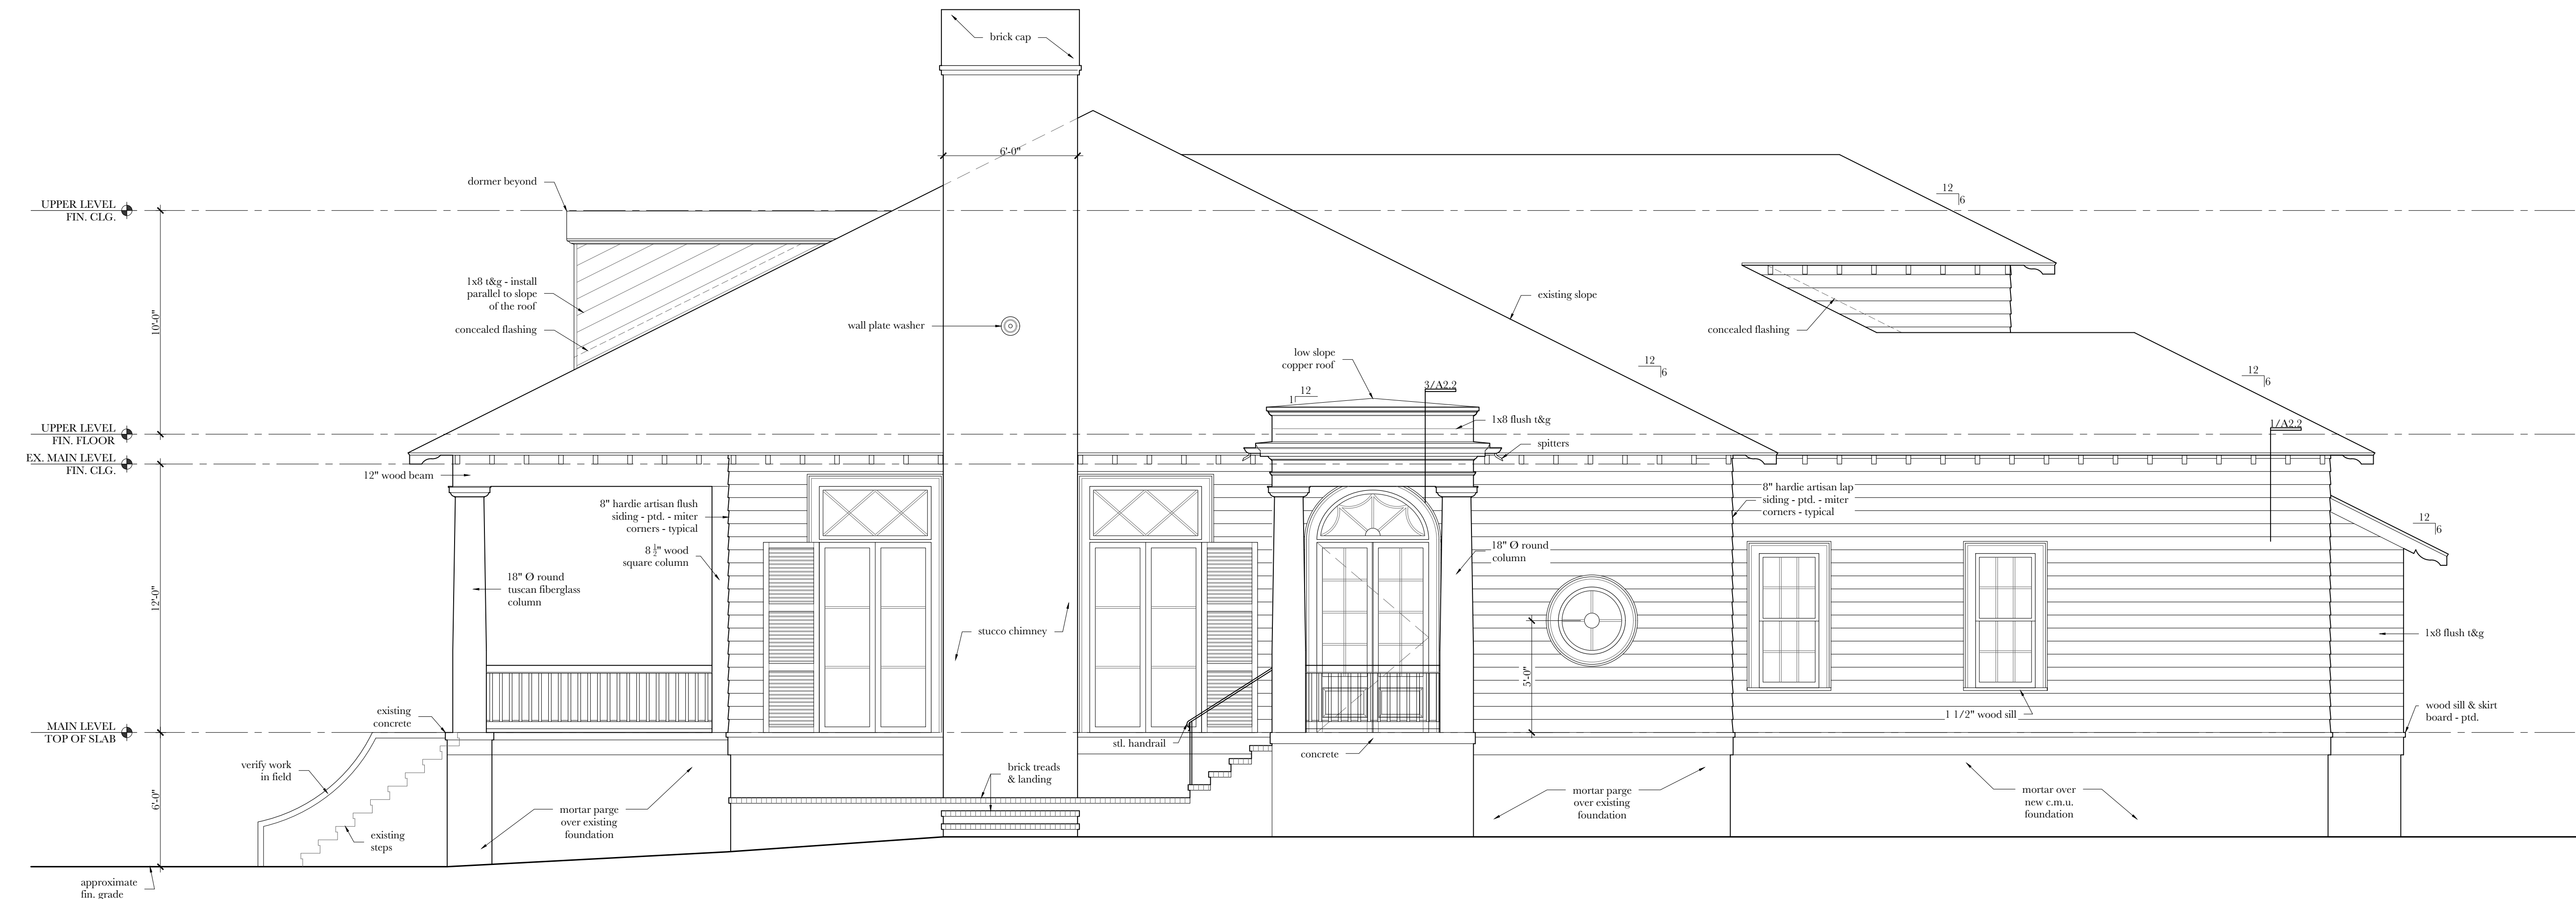 brick cap
6'-0"
dormer beyond
UPPER LEVEL
FIN. CLG.
12
6
1x8 t&g - install
parallel to slope
of the roof
concealed flashing
10'-0"
wall plate washer
existing slope
concealed flashing
low slope
copper roof
12
6
12
6
12
1
3/A2.2
1x8 flush t&g
spitters
1/A2.2
UPPER LEVEL
FIN. FLOOR
EX. MAIN LEVEL
FIN. CLG.
12" wood beam
8" hardie artisan flush
siding - ptd. - miter
corners - typical
8 1/2" wood
square column
8" hardie artisan lap
siding - ptd. - miter
corners - typical
12
6
18" Ø round
tuscan fiberglass
column
18" Ø round
column
12'-0"
stucco chimney
5'-0"
1x8 flush t&g
existing
concrete
1 1/2" wood sill
wood sill & skirt
board - ptd.
MAIN LEVEL
TOP OF SLAB
stl. handrail
concrete
verify work
in field
brick treads
& landing
6'-0"
mortar parge
over existing
foundation
mortar parge
over existing
foundation
mortar over
new c.m.u.
foundation
existing
steps
approximate
fin. grade